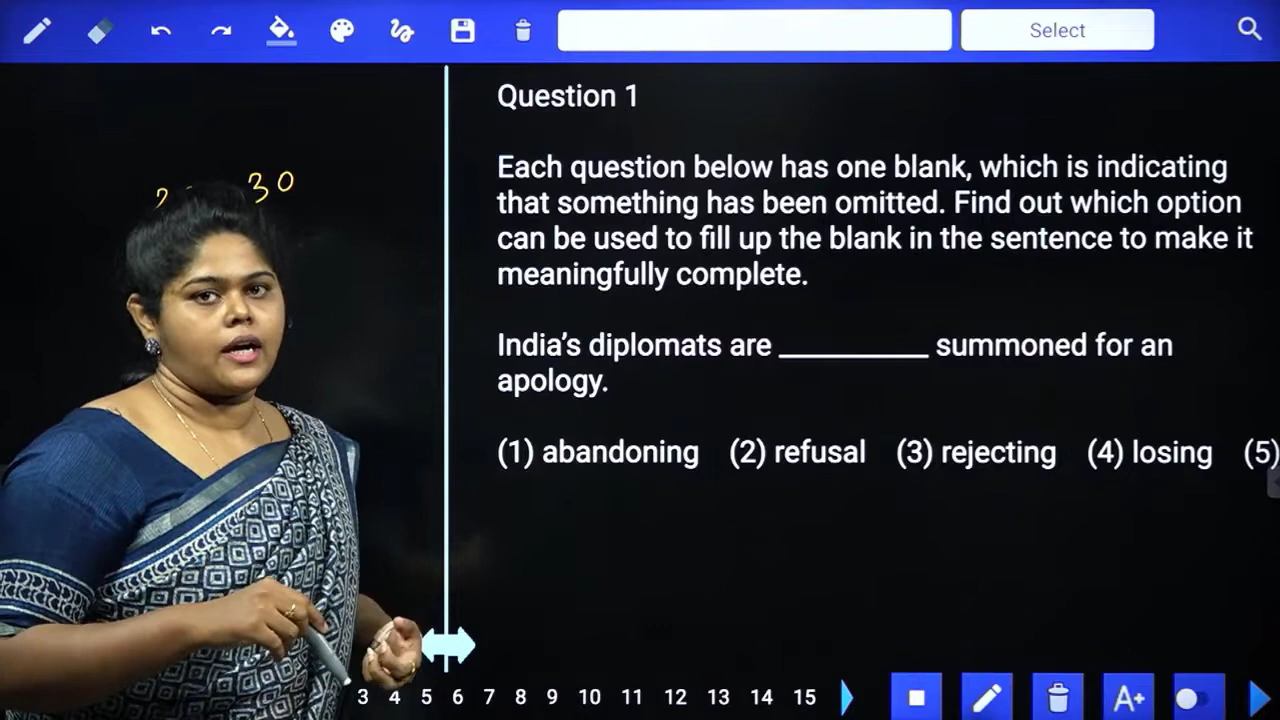 Select
30
Question 1
Each question below has one blank, which is indicating
that something has been omitted. Find out which option
can be used to fill up the blank in the sentence to make it
meaningfully complete.
India's diplomats are __________ summoned for an
apology.
(1) abandoning (2) refusal (3) rejecting (4) losing (5)
3 4 5 6 7 8 9 10 11 12 13 14 15
A+